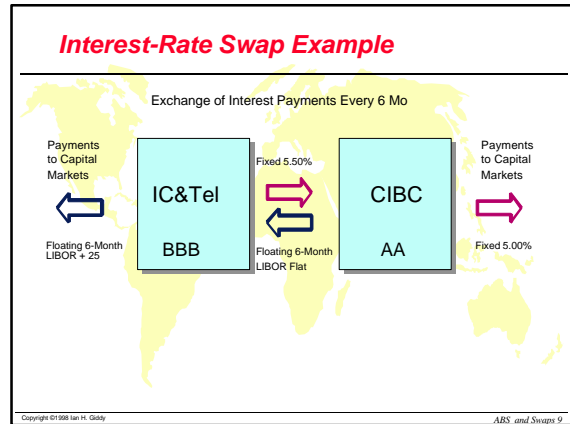 Interest-Rate Swap Example
Exchange of Interest Payments Every 6 Mo
Payments
to Capital
Markets
Floating 6-Month
LIBOR + 25
IC&Tel
BBB
Fixed 5.50%
Floating 6-Month
LIBOR Flat
CIBC
AA
Payments
to Capital
Markets
Fixed 5.00%
Copyright ©1998 Ian H. Giddy
ABS and Swaps 9